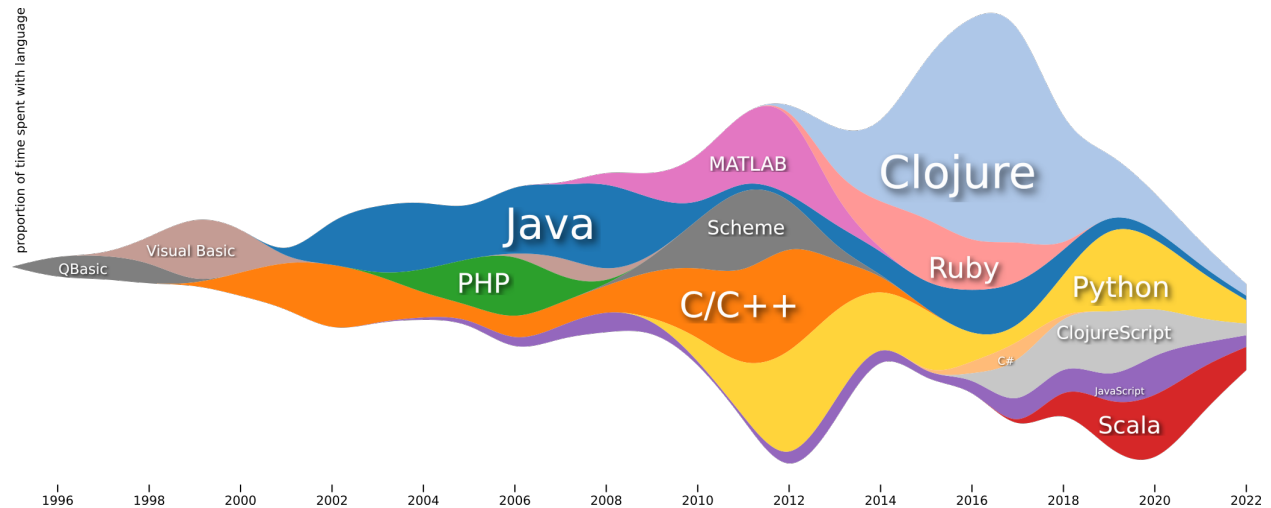 proportion of time spent with language
Clojure
MATLAB
Java
Scheme
Visual Basic
QBasic
Ruby
PHP
Python
C/C++
ClojureScript
C#
JavaScript
Scala
1996 1998 2000 2002 2004 2006 2008 2010 2012 2014 2016 2018 2020 2022